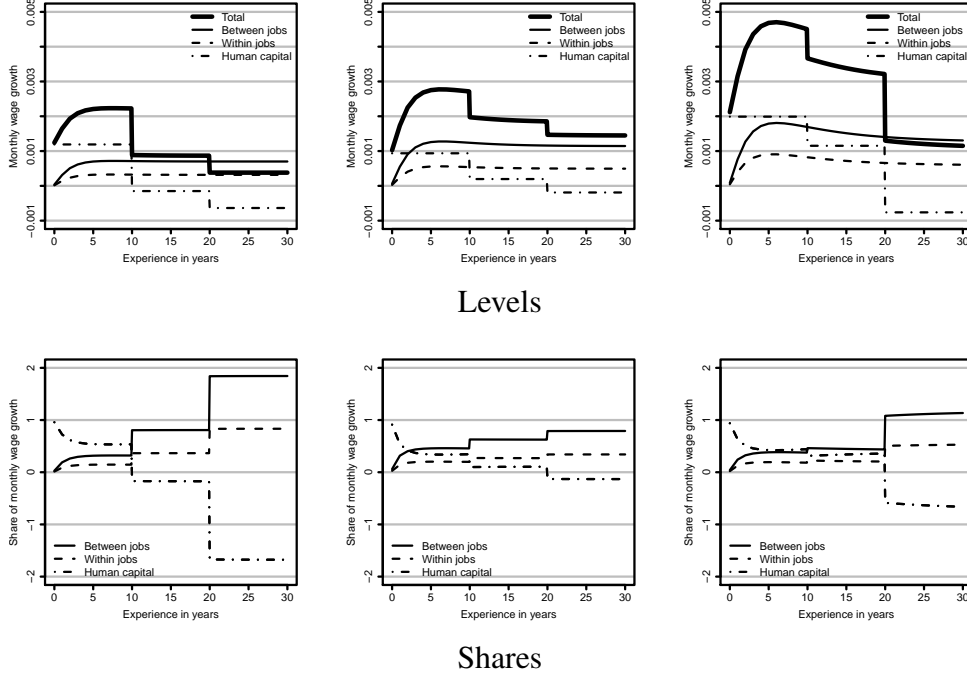 Monthly wage growth
0.005
0.003
0.001
−0.001
Total
Between jobs
Within jobs
Human capital
0 5 10 15 20 25 30
Experience in years
Monthly wage growth
0.005
0.003
0.001
−0.001
Total
Between jobs
Within jobs
Human capital
0 5 10 15 20 25 30
Experience in years
Monthly wage growth
0.005
0.003
0.001
−0.001
Total
Between jobs
Within jobs
Human capital
0 5 10 15 20 25 30
Experience in years
Levels
Share of monthly wage growth
2
1
0
−1
−2
Between jobs
Within jobs
Human capital
0 5 10 15 20 25 30
Experience in years
Share of monthly wage growth
2
1
0
−1
−2
Between jobs
Within jobs
Human capital
0 5 10 15 20 25 30
Experience in years
Share of monthly wage growth
2
1
0
−1
−2
Between jobs
Within jobs
Human capital
0 5 10 15 20 25 30
Experience in years
Shares